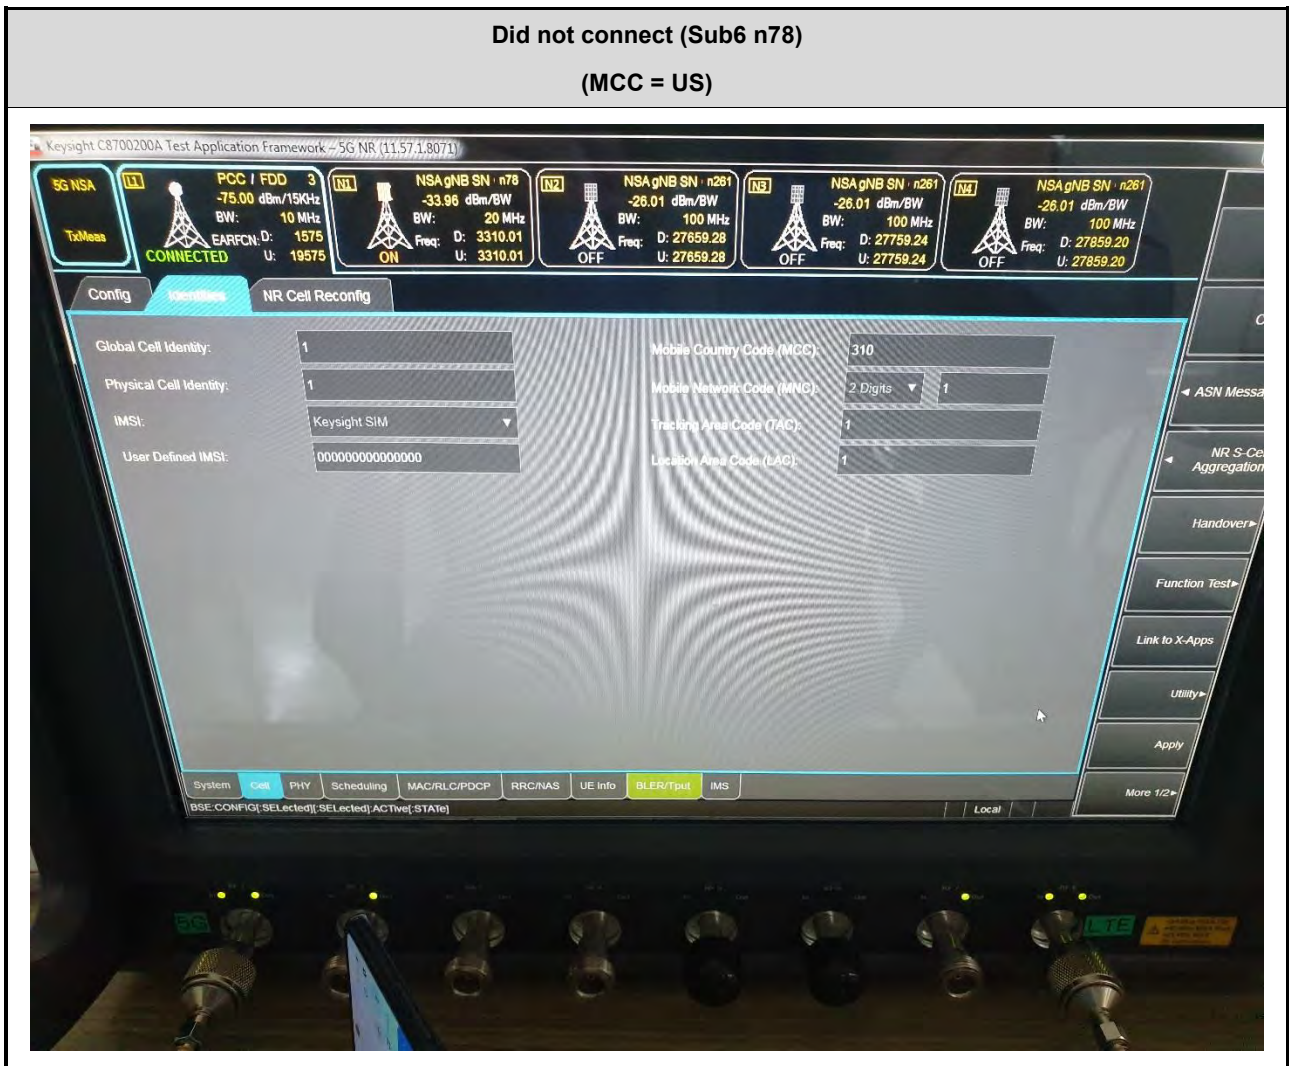 Did not connect (Sub6 n78)
(MCC = US)
Keysight C8700200A Test Application Framework – 5G NR (11.57.1.8071)
5G NSA
TxMeas
L1
PCC / FDD 3
-75.00 dBm/15KHz
BW: 10 MHz
EARFCN: D: 1575
U: 19575
CONNECTED
N1
NSA gNB SN n78
-33.96 dBm/BW
BW: 20 MHz
Freq: D: 3310.01
U: 3310.01
ON
N2
NSA gNB SN n261
-26.01 dBm/BW
BW: 100 MHz
Freq: D: 27659.28
U: 27659.28
OFF
N3
NSA gNB SN n261
-26.01 dBm/BW
BW: 100 MHz
Freq: D: 27759.24
U: 27759.24
OFF
N4
NSA gNB SN n261
-26.01 dBm/BW
BW: 100 MHz
Freq: D: 27859.20
U: 27859.20
OFF
Config Identities NR Cell Reconfig
Global Cell Identity: 1
Mobile Country Code (MCC): 310
Physical Cell Identity: 1
Mobile Network Code (MNC): 2 Digits 1
IMSI: Keysight SIM
Tracking Area Code (TAC): 1
User Defined IMSI: 000000000000000
Location Area Code (LAC): 1
C
ASN Messa
NR S-Ce
Aggregation
Handover
Function Test
Link to X-Apps
Utility
Apply
More 1/2
System Cell PHY Scheduling MAC/RLC/PDCP RRC/NAS UE Info BLER/Tput IMS
BSE:CONFIG[:SELected][:SELected]:ACTive[:STATe]
Local
5G
LTE